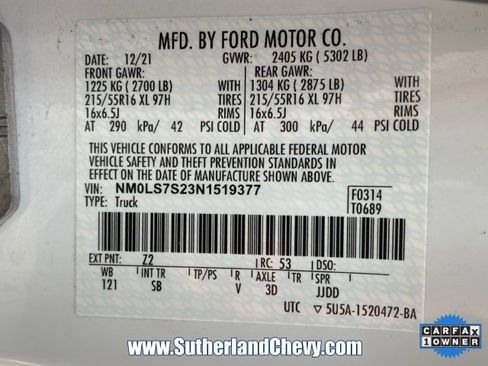 MFD. BY FORD MOTOR CO.
DATE: 12/21 GVWR: 2405 KG ( 5302 LB)
FRONT GAWR: REAR GAWR:
1225 KG ( 2700 LB) WITH 1304 KG ( 2875 LB) WITH
215/55R16 XL 97H TIRES 215/55R16 XL 97H TIRES
16x6.5J RIMS 16x6.5J RIMS
AT 290 kPa/ 42 PSI COLD AT 300 kPa/ 44 PSI COLD
THIS VEHICLE CONFORMS TO ALL APPLICABLE FEDERAL MOTOR
VEHICLE SAFETY AND THEFT PREVENTION STANDARDS IN
EFFECT ON THE DATE OF MANUFACTURE SHOWN ABOVE.
VIN: NM0LS7S23N1519377 F0314
TYPE: Truck T0689
EXT PNT: Z2 RC: 53 DSO:
WB INT TR TP/PS R AXLE TR SPR
121 SB V 3D JJDD
UTC ▽5U5A-1520472-BA
www.SutherlandChevy.com
CARFAX
1 OWNER